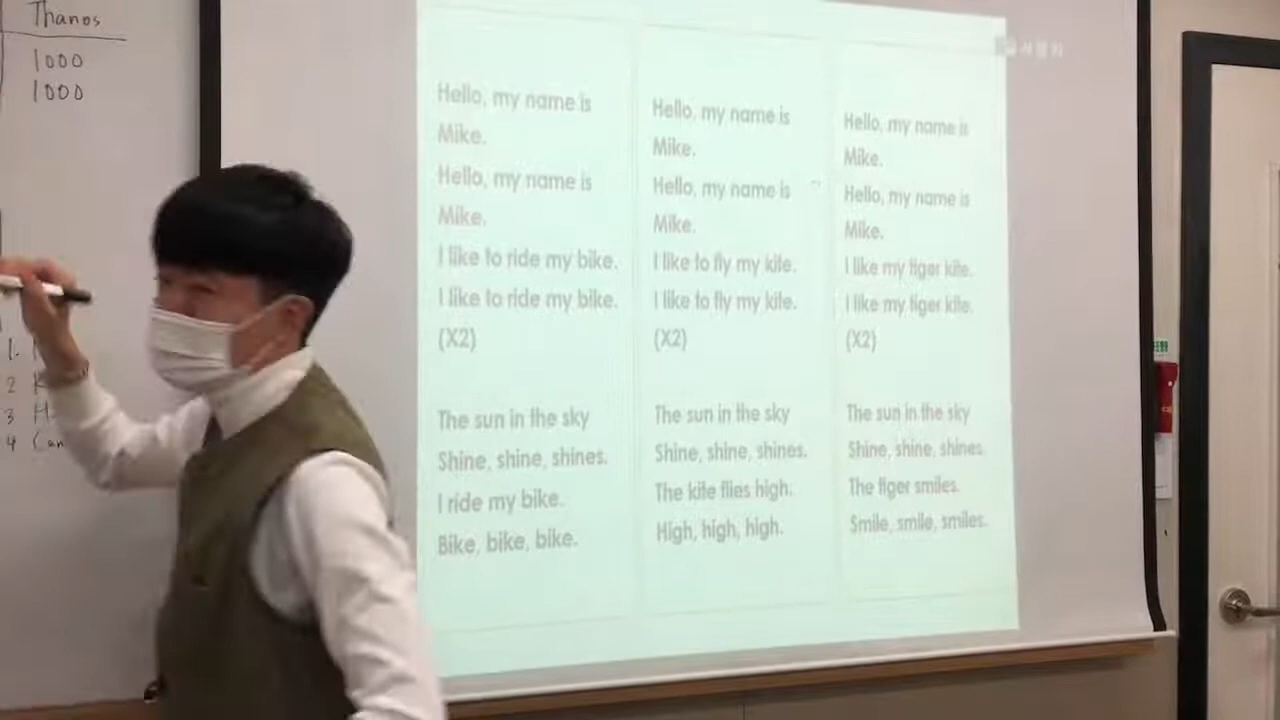 Thanos
1000
1000
1.
2 K
3 H
4 Can
Hello, my name is
Mike.
Hello, my name is
Mike.
I like to ride my bike.
I like to ride my bike.
(X2)
The sun in the sky
Shine, shine, shines.
I ride my bike.
Bike, bike, bike.
Hello, my name is
Mike.
Hello, my name is
Mike.
I like to fly my kite.
I like to fly my kite.
(X2)
The sun in the sky
Shine, shine, shines.
The kite flies high.
High, high, high.
Hello, my name is
Mike.
Hello, my name is
Mike.
I like my tiger kite.
I like my tiger kite.
(X2)
The sun in the sky
Shine, shine, shines.
The tiger smiles.
Smile, smile, smiles.